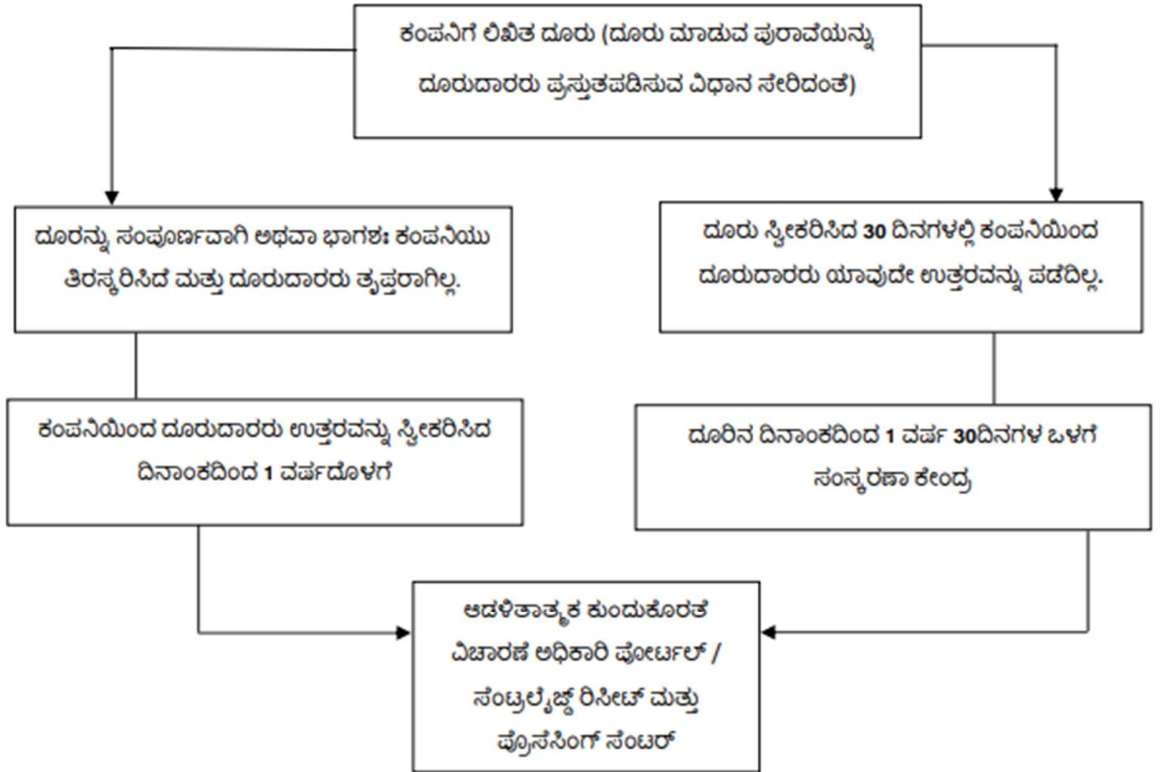 ಕಂಪನಿಗೆ ಲಿಖಿತ ದೂರು (ದೂರು ಮಾಡುವ ಪುರಾವೆಯನ್ನು
ದೂರುದಾರರು ಪ್ರಸ್ತುತಪಡಿಸುವ ವಿಧಾನ ಸೇರಿದಂತೆ)
ದೂರನ್ನು ಸಂಪೂರ್ಣವಾಗಿ ಅಥವಾ ಭಾಗಶಃ ಕಂಪನಿಯು
ತಿರಸ್ಕರಿಸಿದೆ ಮತ್ತು ದೂರುದಾರರು ತೃಪ್ತರಾಗಿಲ್ಲ.
ದೂರು ಸ್ವೀಕರಿಸಿದ 30 ದಿನಗಳಲ್ಲಿ ಕಂಪನಿಯಿಂದ
ದೂರುದಾರರು ಯಾವುದೇ ಉತ್ತರವನ್ನು ಪಡೆದಿಲ್ಲ.
ಕಂಪನಿಯಿಂದ ದೂರುದಾರರು ಉತ್ತರವನ್ನು ಸ್ವೀಕರಿಸಿದ
ದಿನಾಂಕದಿಂದ 1 ವರ್ಷದೊಳಗೆ
ದೂರಿನ ದಿನಾಂಕದಿಂದ 1 ವರ್ಷ 30ದಿನಗಳ ಒಳಗೆ
ಸಂಸ್ಕರಣಾ ಕೇಂದ್ರ
ಆಡಳಿತಾತ್ಮಕ ಕುಂದುಕೊರತೆ
ವಿಚಾರಣೆ ಅಧಿಕಾರಿ ಪೋರ್ಟಲ್ /
ಸೆಂಟ್ರಲೈಜ್ಡ್ ರಿಸೀಟ್ ಮತ್ತು
ಪ್ರೊಸೆಸಿಂಗ್ ಸೆಂಟರ್